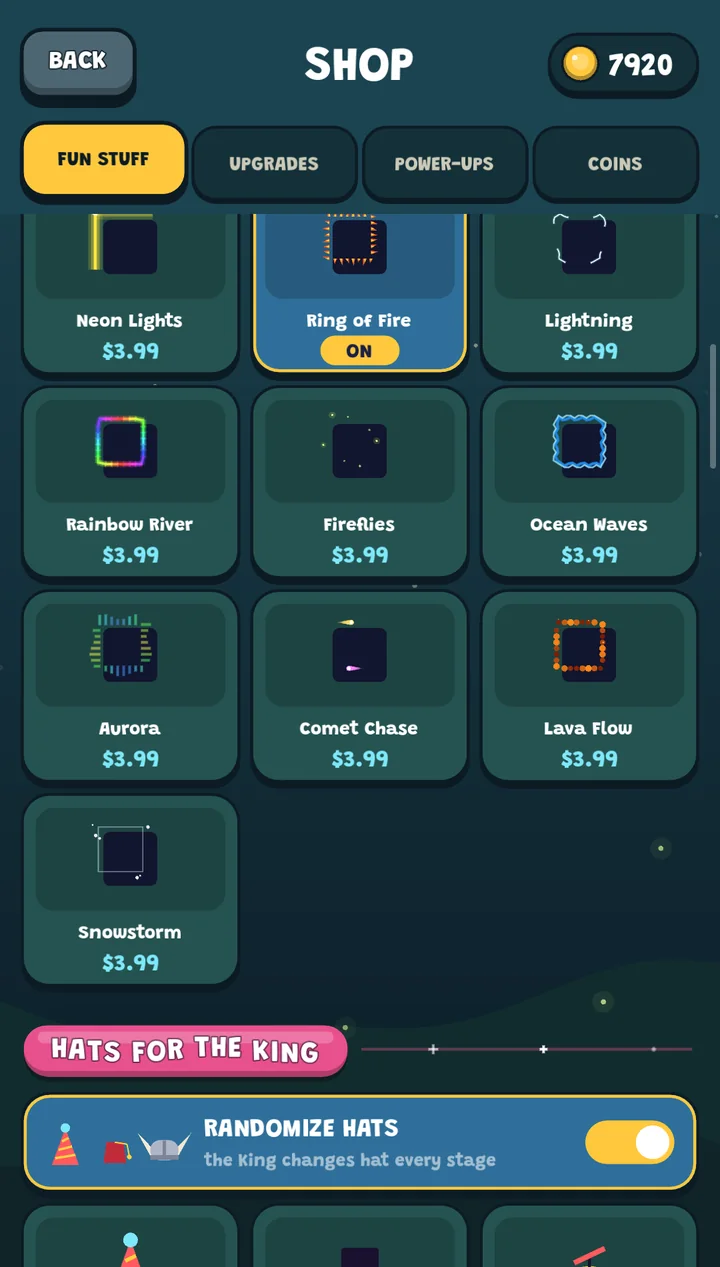 BACK
SHOP
7920
FUN STUFF
UPGRADES
POWER-UPS
COINS
Neon Lights
Ring of Fire
Lightning
$3.99
ON
$3.99
Rainbow River
Fireflies
Ocean Waves
$3.99
$3.99
$3.99
Aurora
Comet Chase
Lava Flow
$3.99
$3.99
$3.99
Snowstorm
$3.99
HATS FOR THE KING
RANDOMIZE HATS
the King changes hat every stage